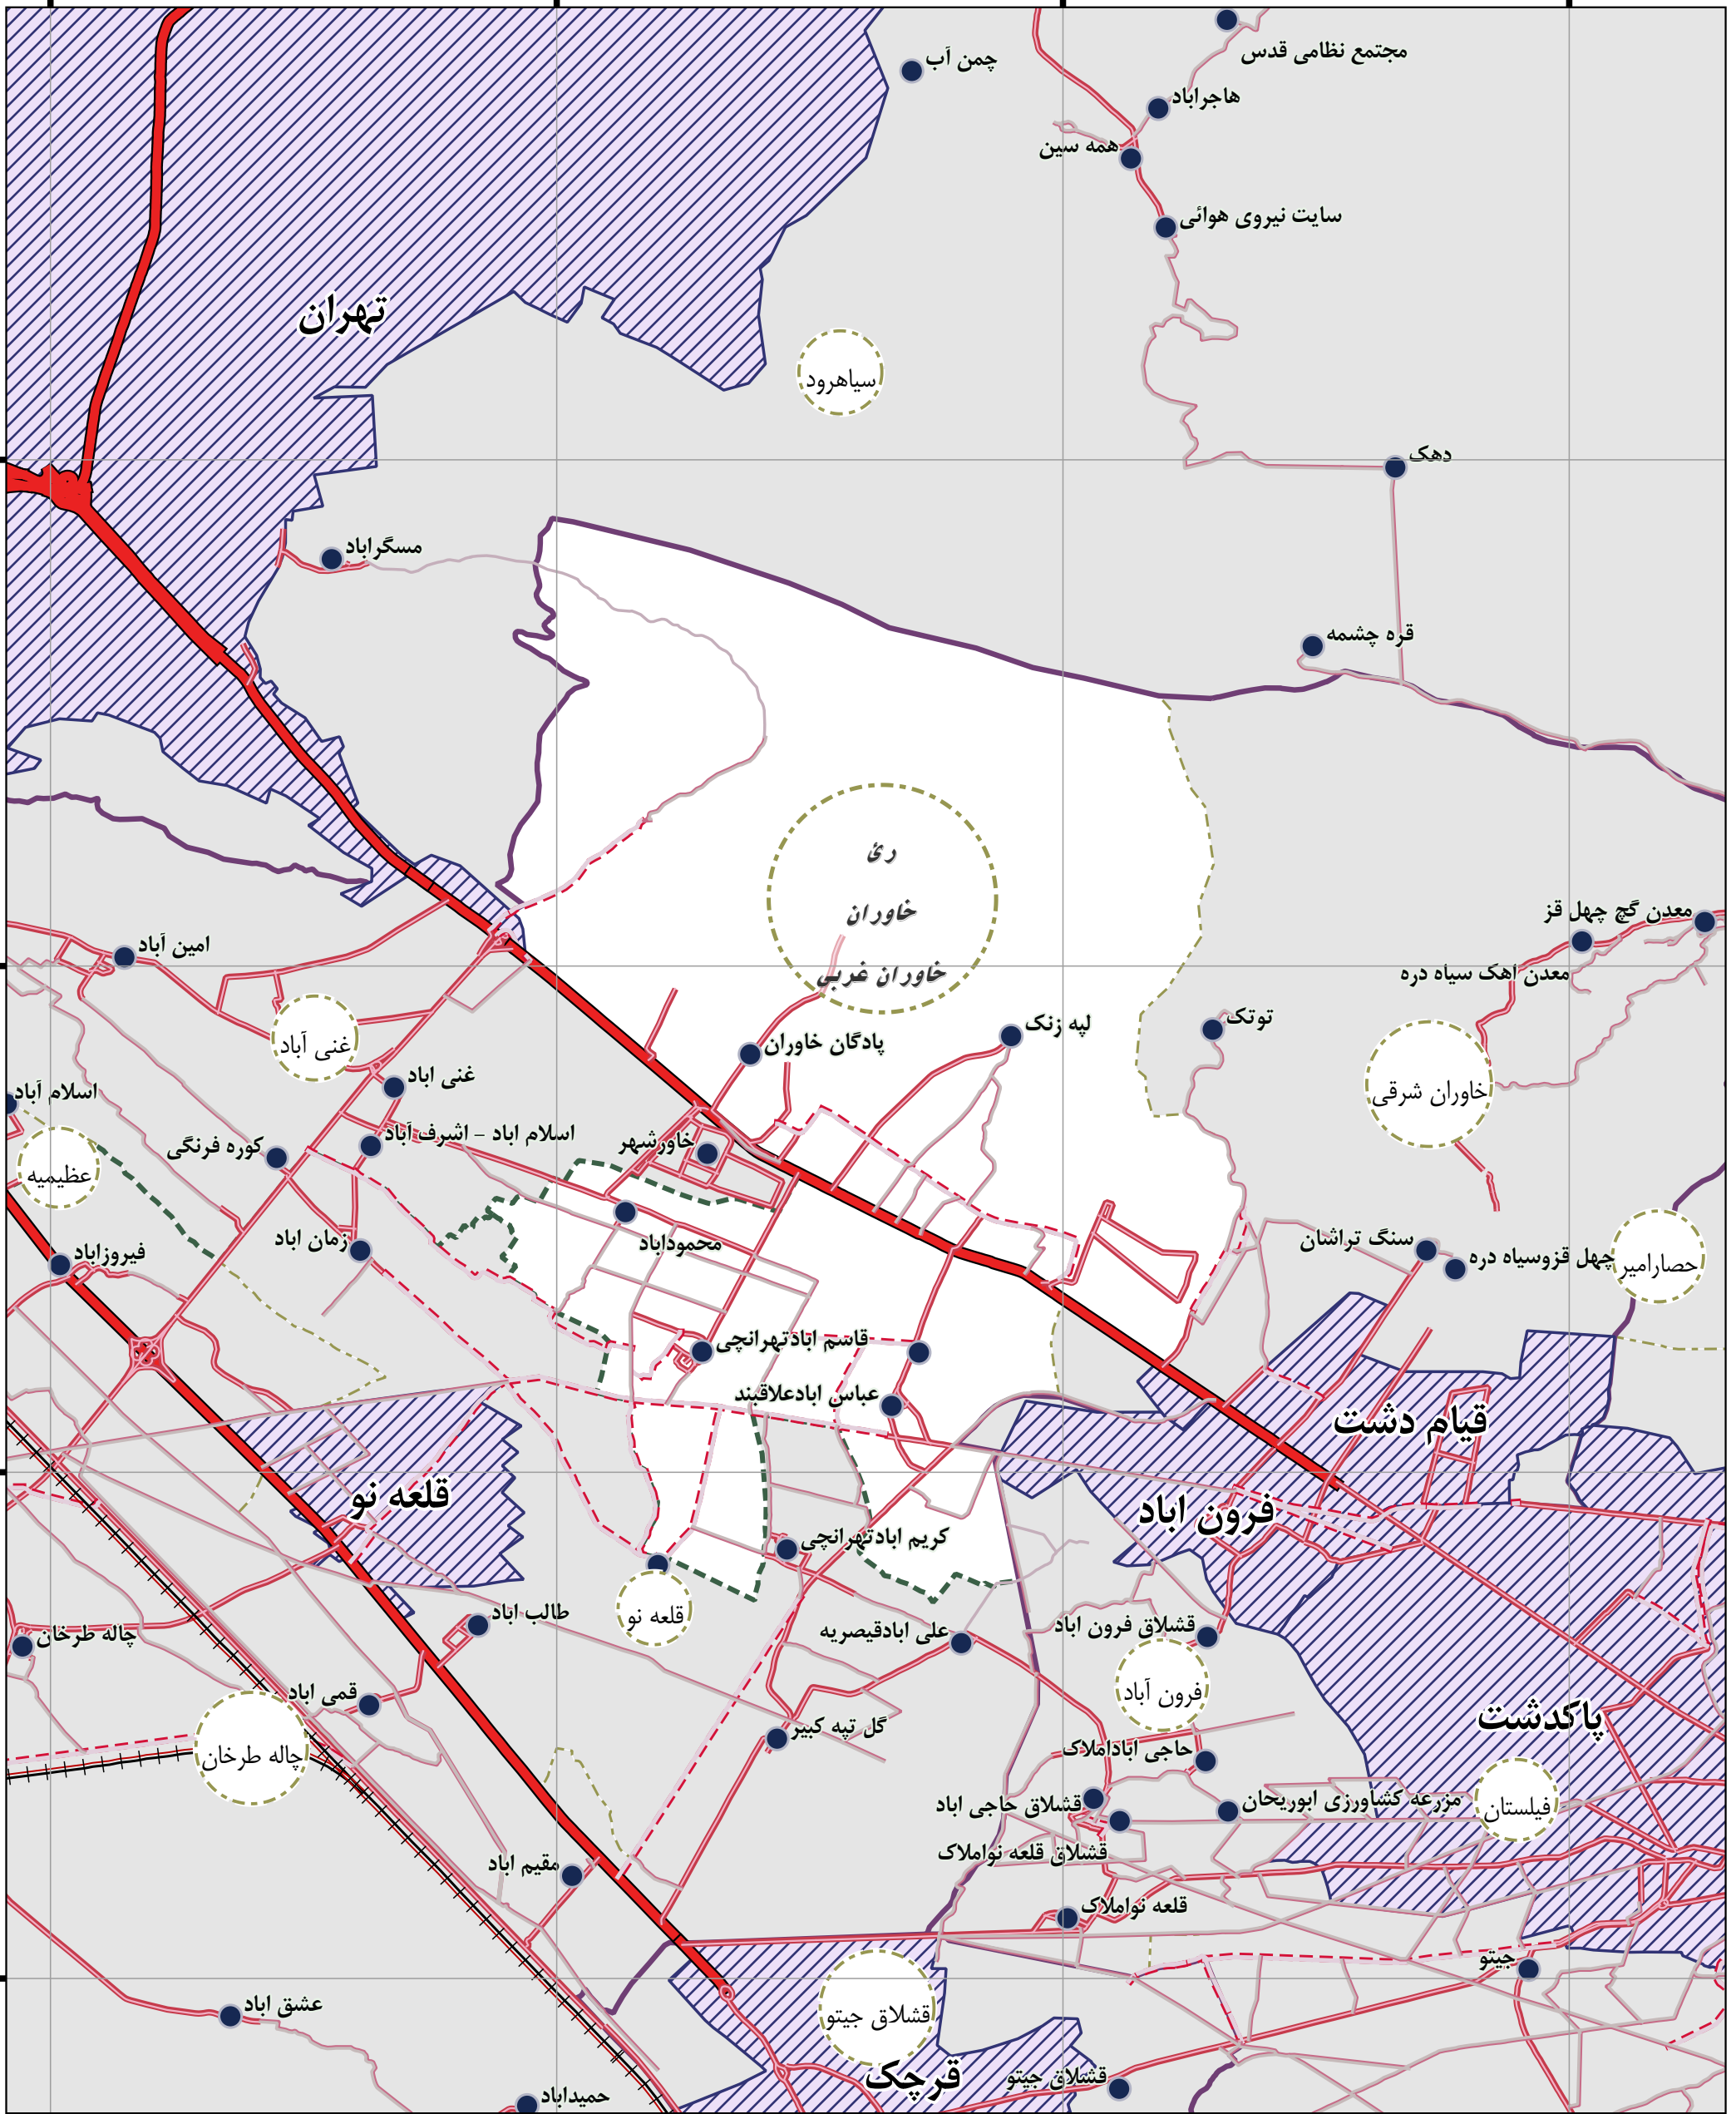 مجتمع نظامی قدس
چمن آب
هاجراباد
همه سین
سایت نیروی هوائی
تهران
سیاهرود
دهک
مسگراباد
قره چشمه
رئ
خاوران
خاوران غربی
معدن گچ چهل قز
معدن اهک سیاه دره
امین آباد
توتک
لپه زنک
پادگان خاوران
غنی آباد
خاوران شرقی
غنی اباد
اسلام آباد
اسلام اباد - اشرف آباد
خاورشهر
کوره فرنگی
عظیمیه
زمان اباد
محموداباد
فیروزاباد
سنگ تراشان
چهل قزوسیاه دره
حصارامیر
قاسم ابادتهرانچی
عباس ابادعلاقبند
قیام دشت
قلعه نو
فرون اباد
کریم ابادتهرانچی
طالب اباد
قلعه نو
علی ابادقیصریه
قشلاق فرون اباد
چاله طرخان
قمی اباد
فرون آباد
گل تپه کبیر
پاکدشت
چاله طرخان
حاجی اباداملاک
قشلاق حاجی اباد
مزرعه کشاورزی ابوریحان
فیلستان
قشلاق قلعه نواملاک
مقیم اباد
قلعه نواملاک
جیتو
عشق اباد
قشلاق جیتو
قرچک
قشلاق جیتو
حمیداباد